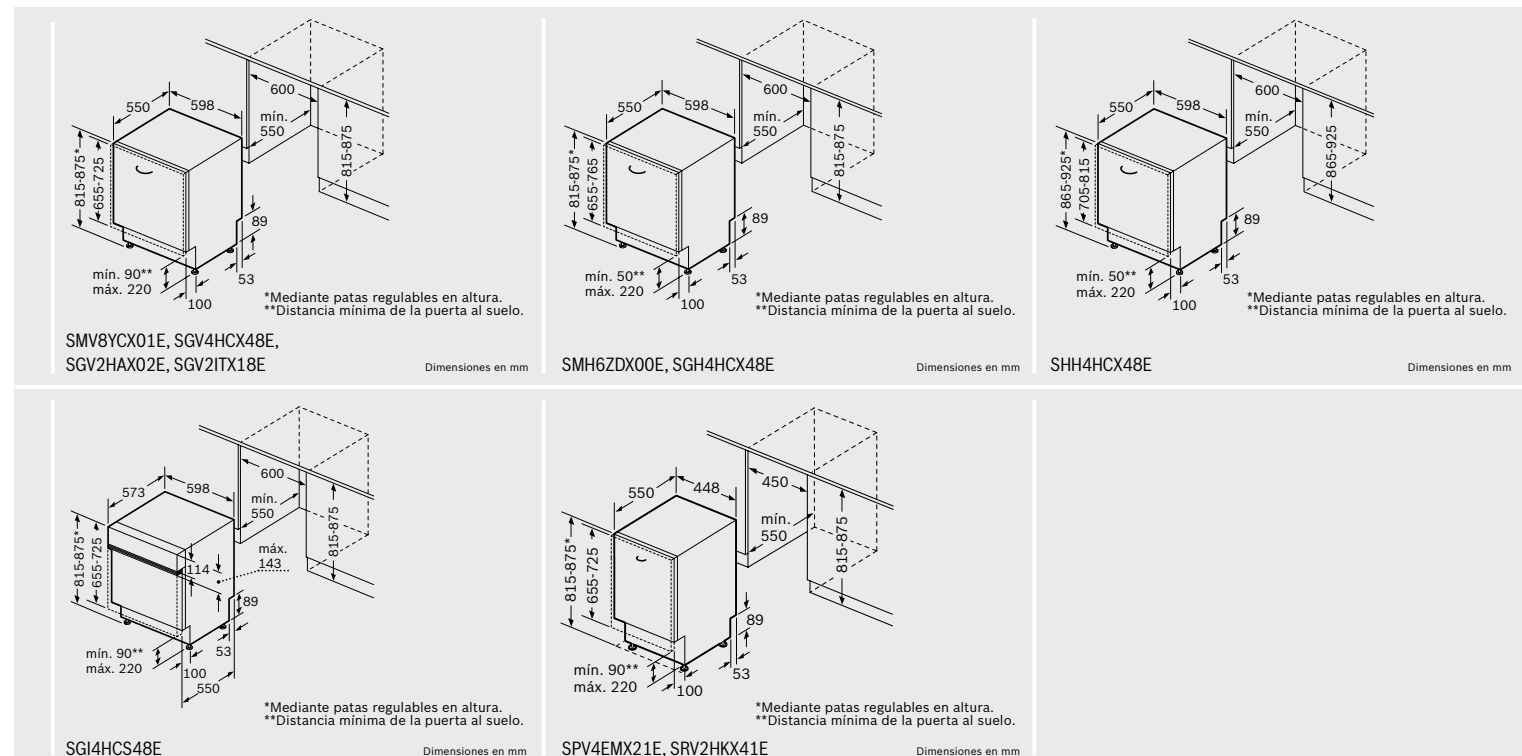 550
598
600
mín.
550
815-875*
655-725
815-875
89
53
mín. 90**
máx. 220
100
*Mediante patas regulables en altura.
**Distancia mínima de la puerta al suelo.
SMV8YCX01E, SGV4HCX48E,
SGV2HAX02E, SGV2ITX18E
Dimensiones en mm
550
598
600
mín.
550
815-875*
655-765
815-875
89
53
mín. 50**
máx. 220
100
*Mediante patas regulables en altura.
**Distancia mínima de la puerta al suelo.
SMH6ZDX00E, SGH4HCX48E
Dimensiones en mm
550
598
600
mín.
550
865-925*
705-815
865-925
89
53
mín. 50**
máx. 220
100
*Mediante patas regulables en altura.
**Distancia mínima de la puerta al suelo.
SHH4HCX48E
Dimensiones en mm
573
598
600
mín.
550
815-875*
655-725
815-875
114
máx.
143
89
53
mín. 90**
máx. 220
100
550
*Mediante patas regulables en altura.
**Distancia mínima de la puerta al suelo.
SGI4HCS48E
Dimensiones en mm
550
448
450
mín.
550
815-875*
655-725
815-875
89
53
mín. 90**
máx. 220
100
*Mediante patas regulables en altura.
**Distancia mínima de la puerta al suelo.
SPV4EMX21E, SRV2HKX41E
Dimensiones en mm